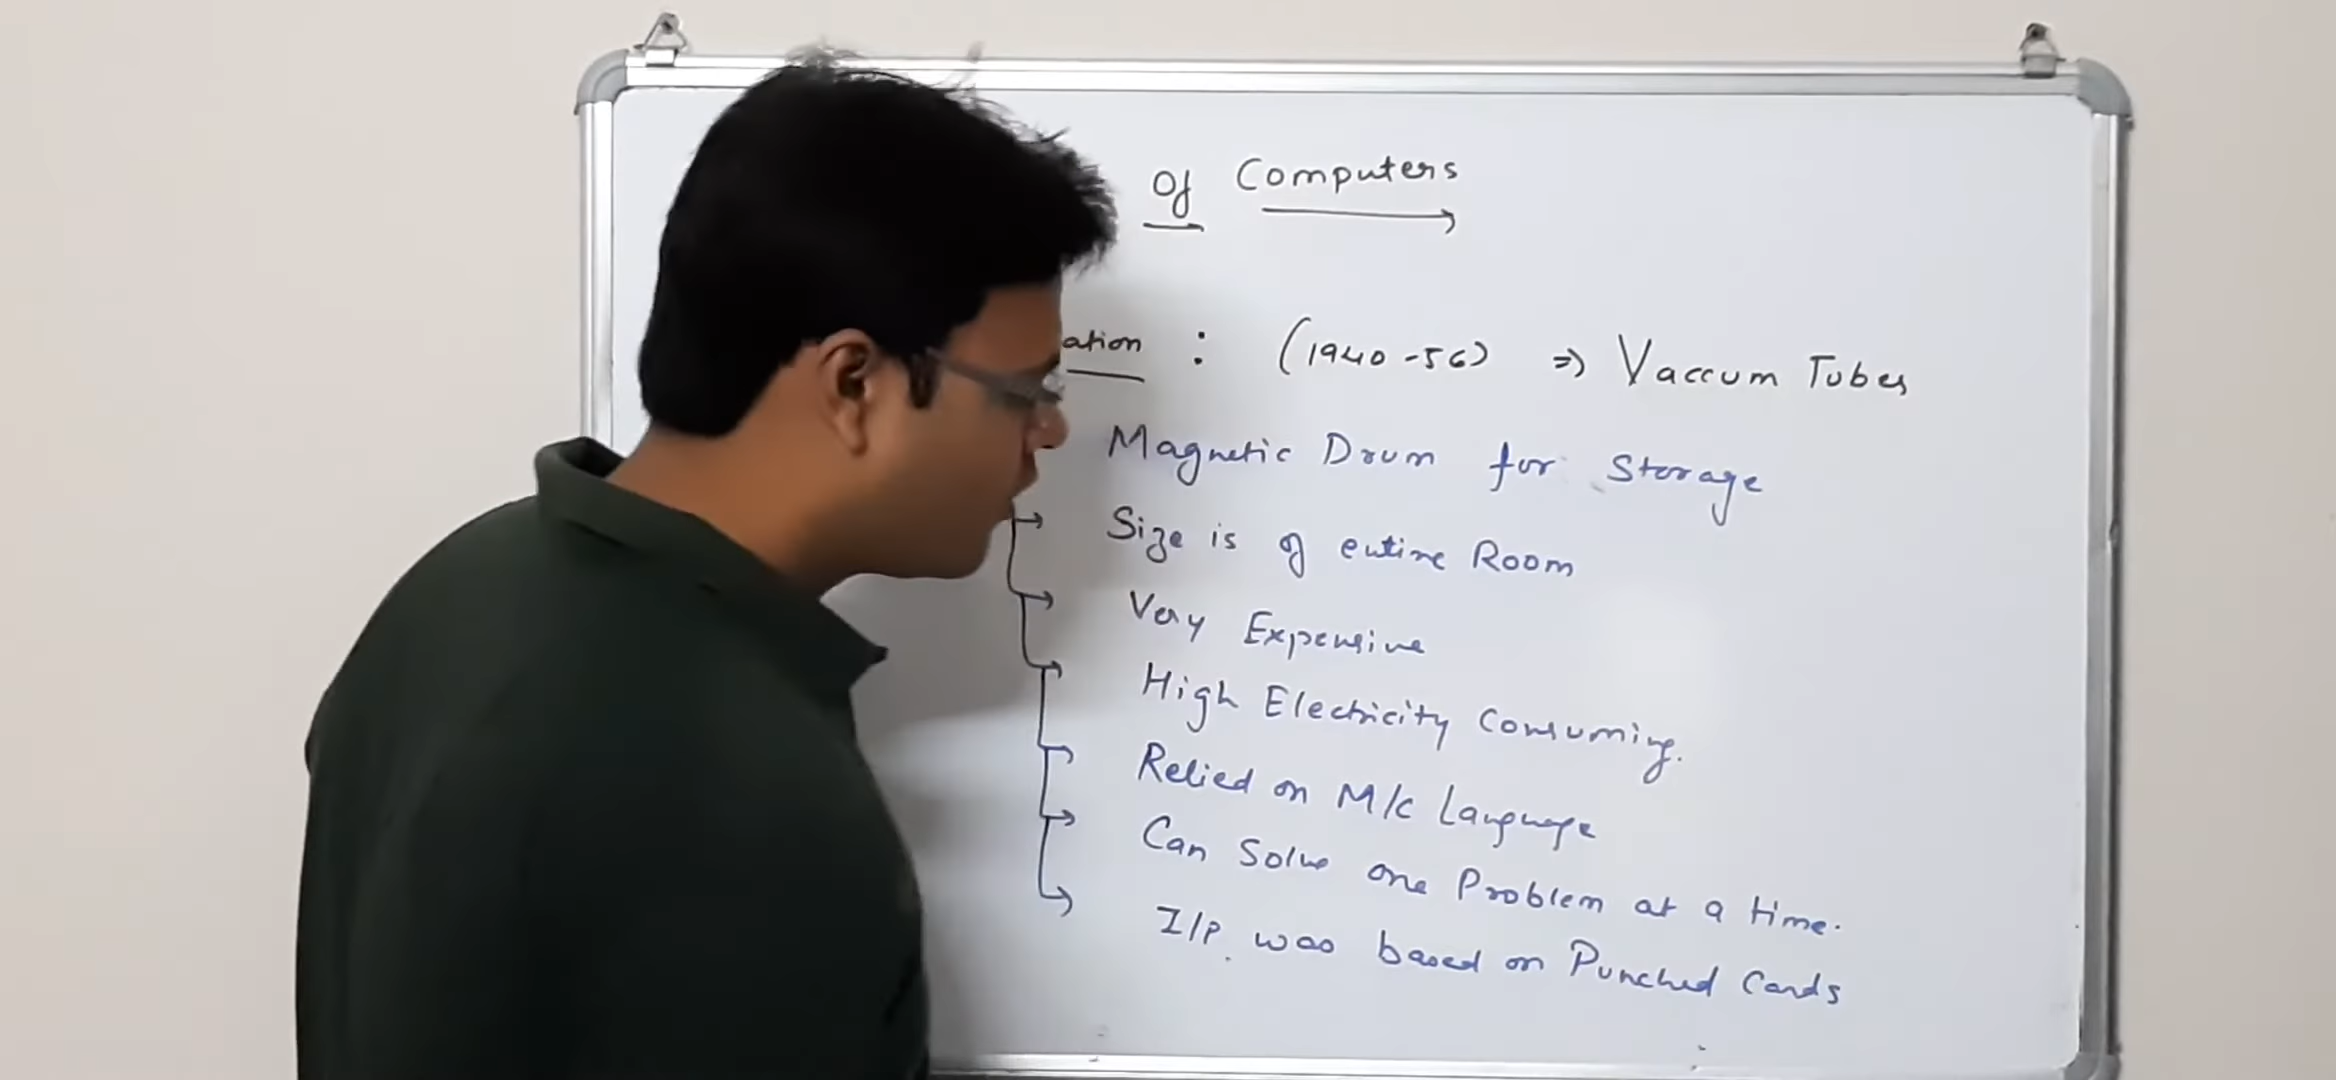 Of Computers
ation : (1940-56) ⇒ Vaccum Tubes
Magnetic Drum for Storage
Size is of entire Room
Very Expensive
High Electricity Consuming.
Relied on M/c Language
Can Solve one Problem at a time.
I/P. was based on Punched Cards